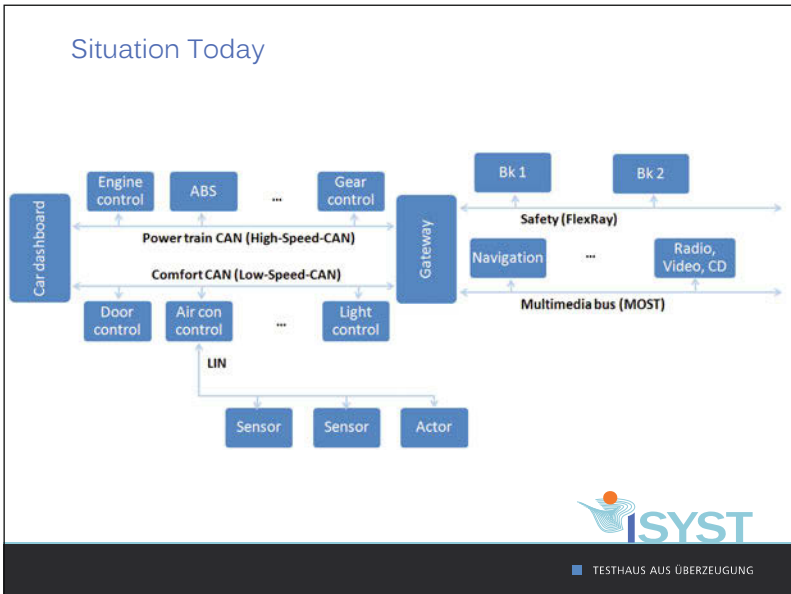 Situation Today
Engine
control
ABS
...
Gear
control
Bk 1
Bk 2
Car dashboard
Gateway
Power train CAN (High-Speed-CAN)
Safety (FlexRay)
Comfort CAN (Low-Speed-CAN)
Navigation
...
Radio,
Video, CD
Multimedia bus (MOST)
Door
control
Air con
control
...
Light
control
LIN
Sensor
Sensor
Actor
iSYST
TESTHAUS AUS ÜBERZEUGUNG